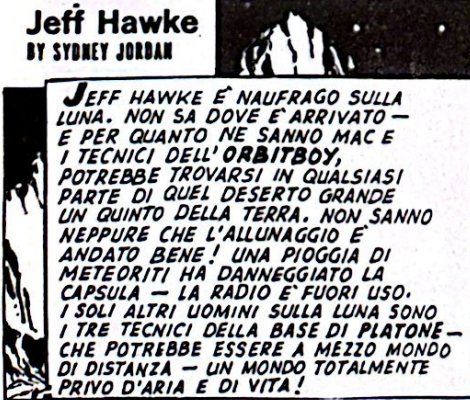 Jeff Hawke
BY SYDNEY JORDAN
JEFF HAWKE È NAUFRAGO SULLA
LUNA. NON SA DOVE È ARRIVATO —
E PER QUANTO NE SANNO MAC E
I TECNICI DELL'ORBITBOY,
POTREBBE TROVARSI IN QUALSIASI
PARTE DI QUEL DESERTO GRANDE
UN QUINTO DELLA TERRA. NON SANNO
NEPPURE CHE L'ALLUNAGGIO È
ANDATO BENE! UNA PIOGGIA DI
METEORITI HA DANNEGGIATO LA
CAPSULA — LA RADIO È FUORI USO.
I SOLI ALTRI UOMINI SULLA LUNA SONO
I TRE TECNICI DELLA BASE DI PLATONE —
CHE POTREBBE ESSERE A MEZZO MONDO
DI DISTANZA — UN MONDO TOTALMENTE
PRIVO D'ARIA E DI VITA!